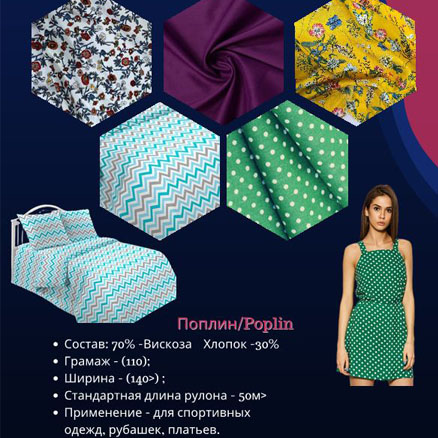 Поплин/Poplin
• Состав: 70% -Вискоза Хлопок -30%
• Грамаж - (110);
• Ширина - (140>) ;
• Стандартная длина рулона - 50м>
• Применение - для спортивных
одежд, рубашек, платьев.